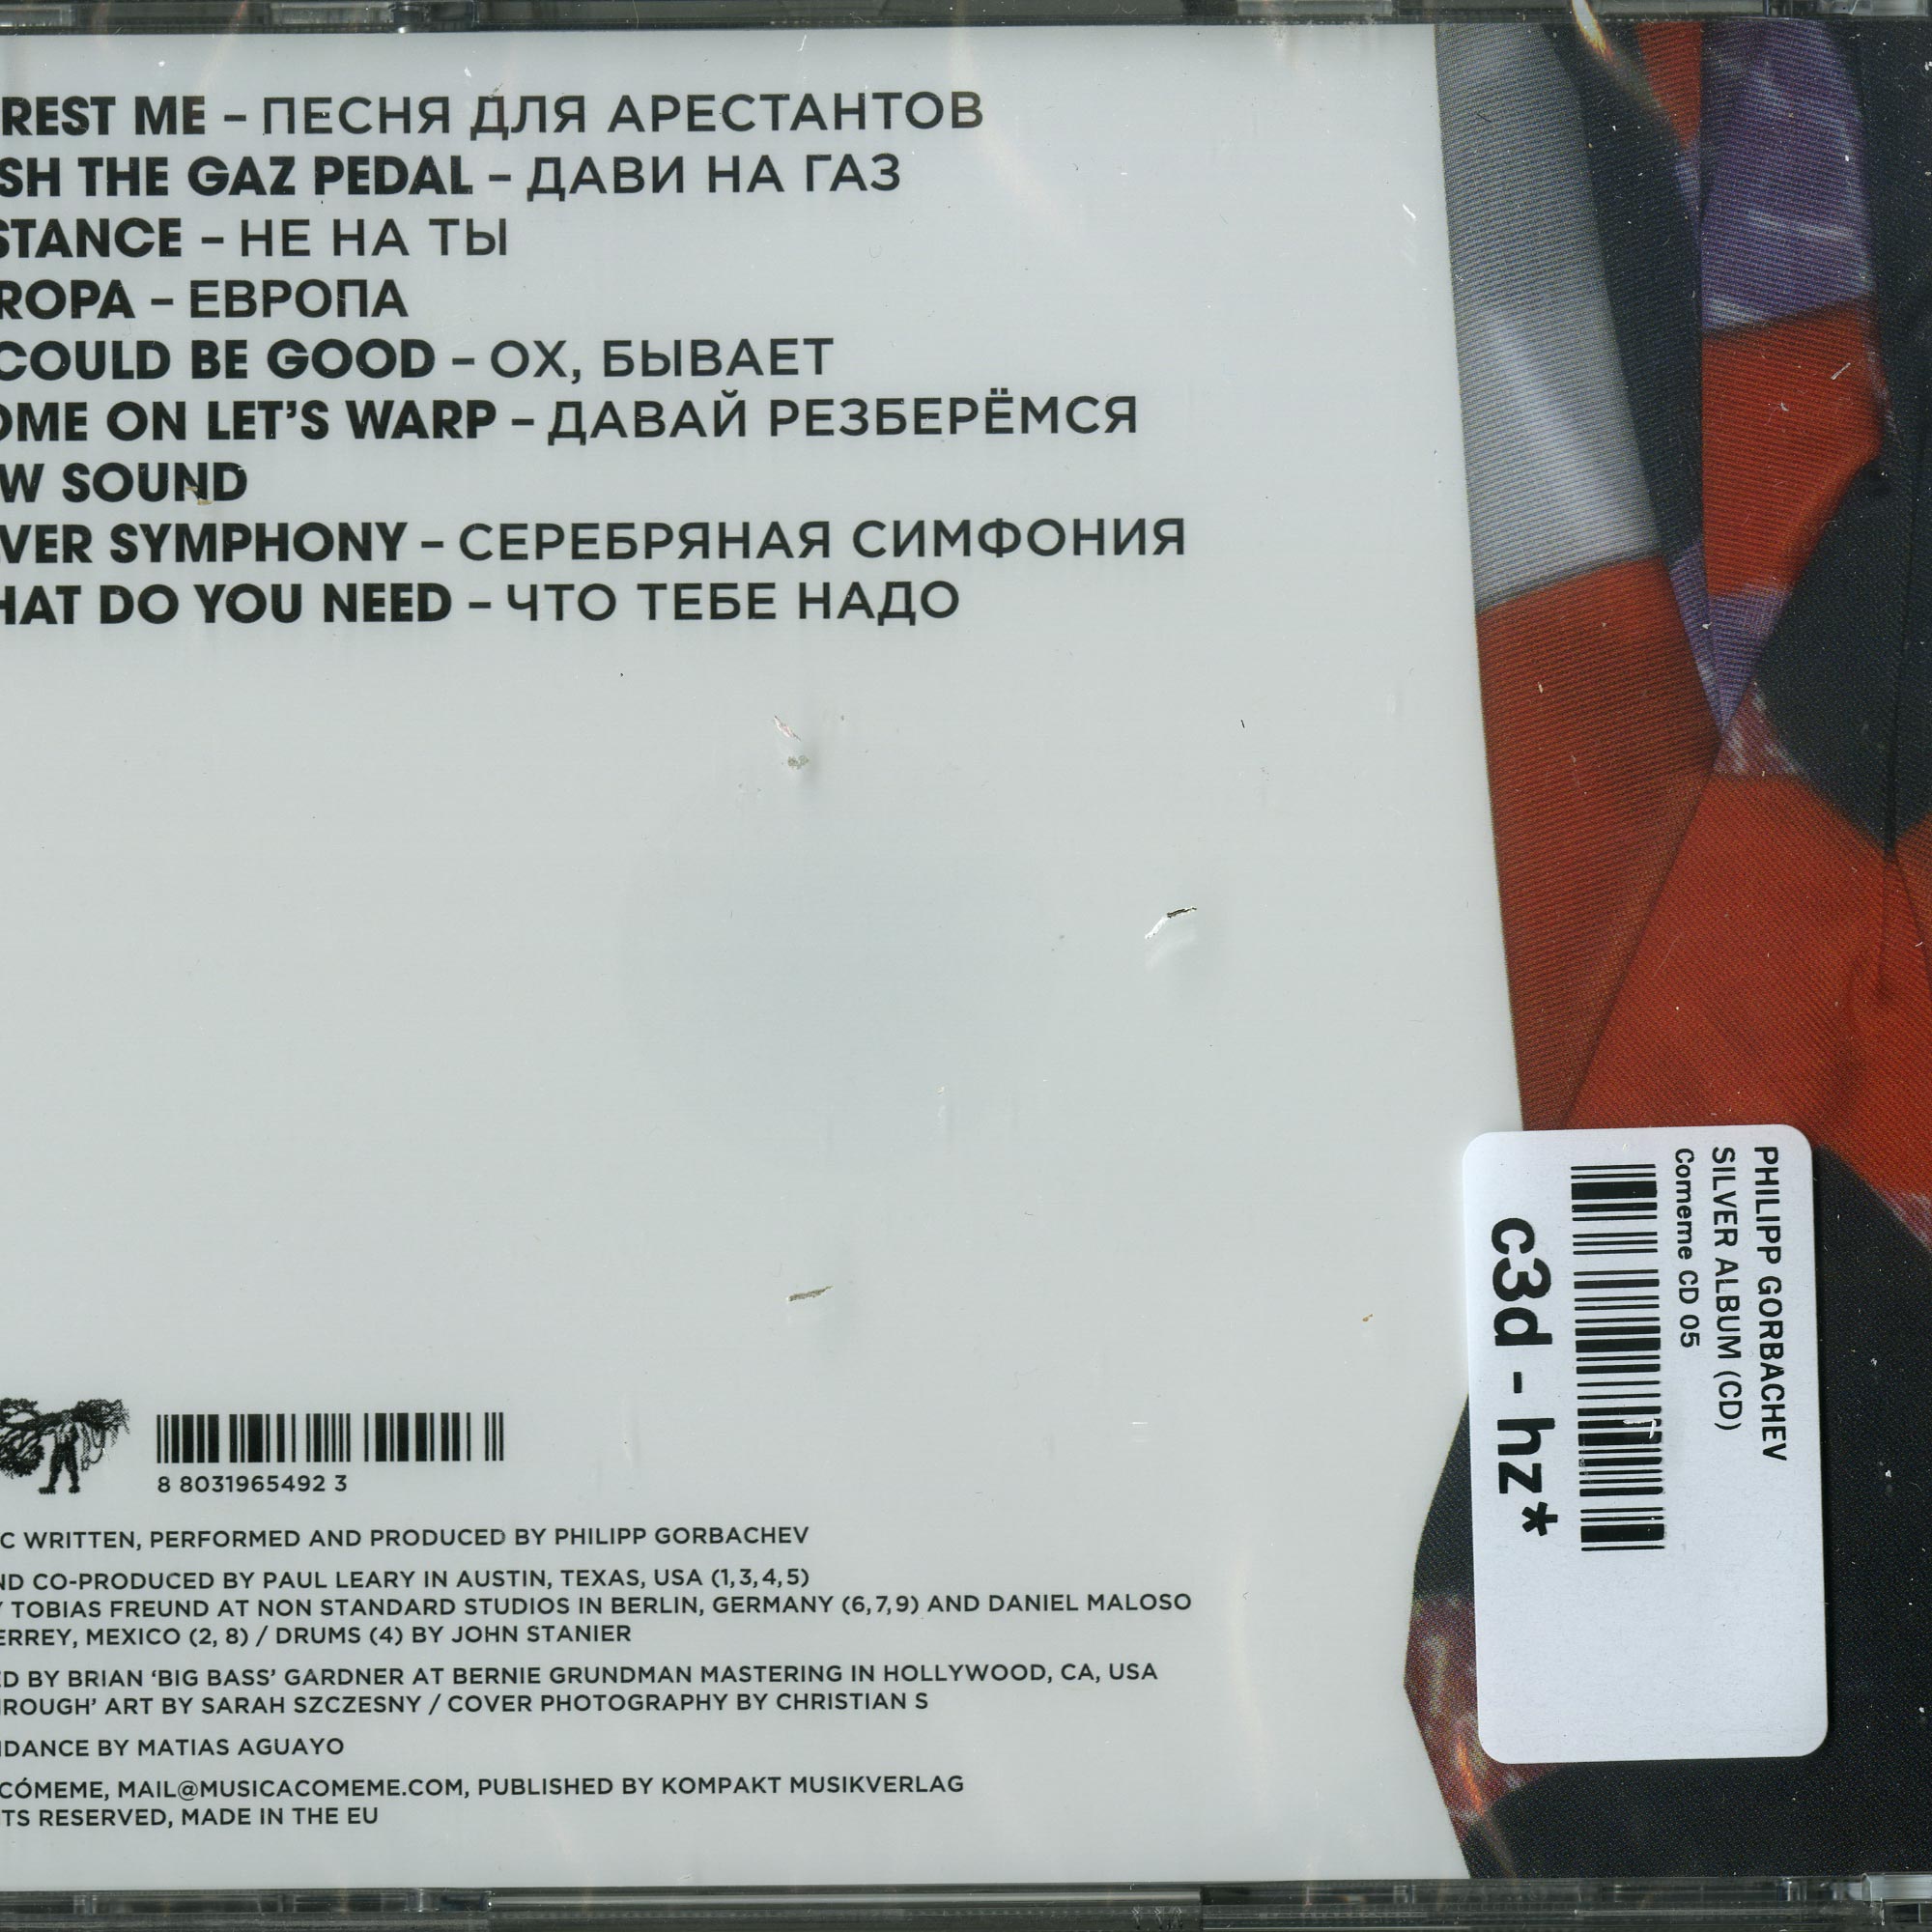 REST ME – ПЕСНЯ ДЛЯ АРЕСТАНТОВ
SH THE GAZ PEDAL – ДАВИ НА ГАЗ
STANCE – НЕ НА ТЫ
ROPA – ЕВРОПА
COULD BE GOOD – ОХ, БЫВАЕТ
OME ON LET'S WARP – ДАВАЙ РЕЗБЕРЁМСЯ
W SOUND
VER SYMPHONY – СЕРЕБРЯНАЯ СИМФОНИЯ
HAT DO YOU NEED – ЧТО ТЕБЕ НАДО
8 8031965492 3
C WRITTEN, PERFORMED AND PRODUCED BY PHILIPP GORBACHEV
ND CO-PRODUCED BY PAUL LEARY IN AUSTIN, TEXAS, USA (1,3,4,5)
Y TOBIAS FREUND AT NON STANDARD STUDIOS IN BERLIN, GERMANY (6,7,9) AND DANIEL MALOSO
ERREY, MEXICO (2, 8) / DRUMS (4) BY JOHN STANIER
ED BY BRIAN 'BIG BASS' GARDNER AT BERNIE GRUNDMAN MASTERING IN HOLLYWOOD, CA, USA
HROUGH' ART BY SARAH SZCZESNY / COVER PHOTOGRAPHY BY CHRISTIAN S
IDANCE BY MATIAS AGUAYO
CÓMEME, MAIL@MUSICACOMEME.COM, PUBLISHED BY KOMPAKT MUSIKVERLAG
TS RESERVED, MADE IN THE EU
PHILIPP GORBACHEV
SILVER ALBUM (CD)
Comeme CD 05
c3d - hz*